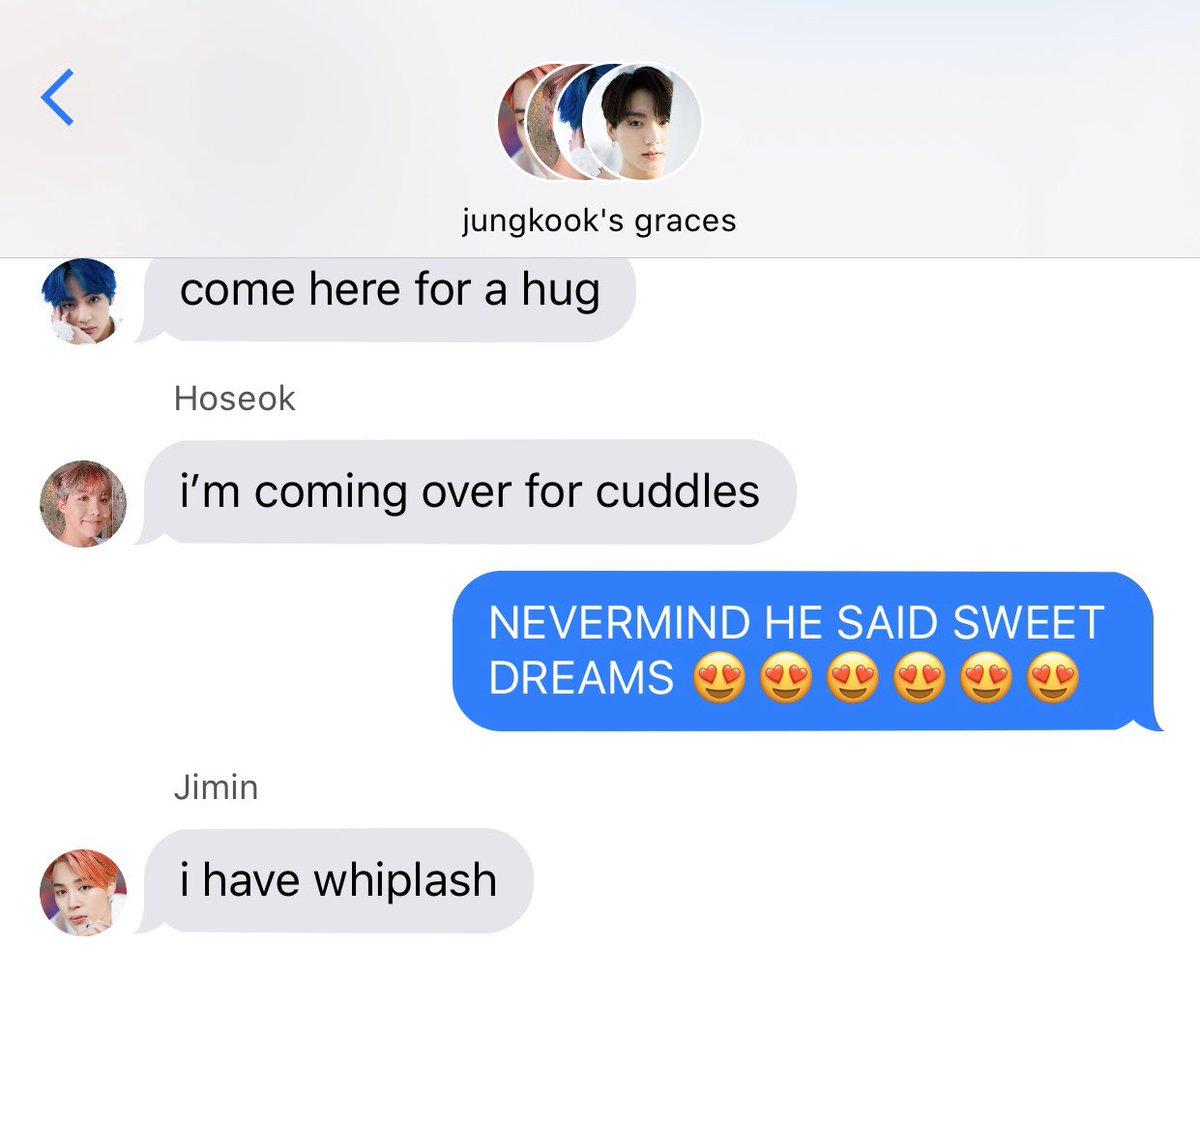 jungkook's graces
come here for a hug
Hoseok
i’m coming over for cuddles
NEVERMIND HE SAID SWEET
DREAMS 😍 😍 😍 😍 😍 😍
Jimin
i have whiplash